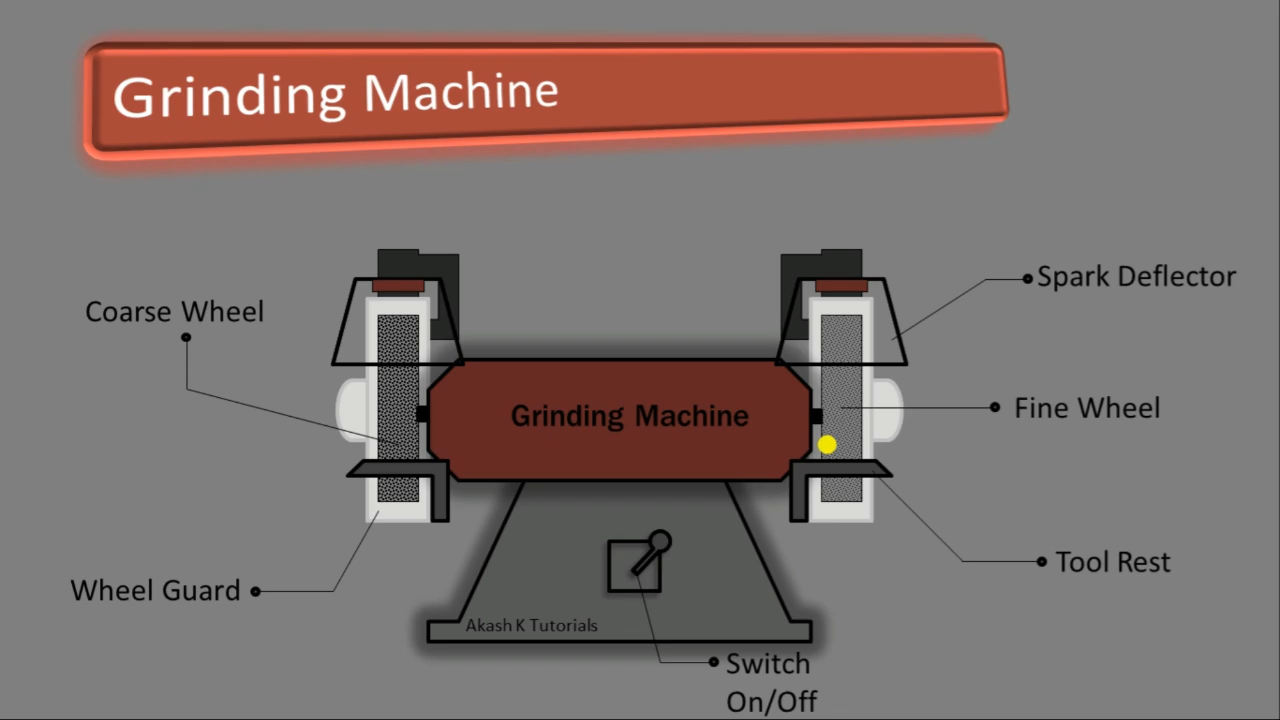 Grinding Machine
Spark Deflector
Coarse Wheel
Fine Wheel
Grinding Machine
Tool Rest
Wheel Guard
Akash K Tutorials
Switch
On/Off